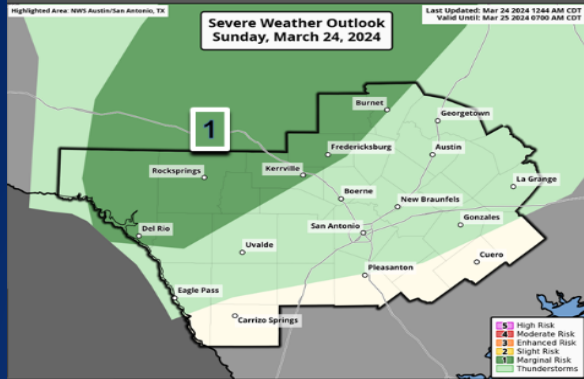 Highlighted Area: NWS Austin/San Antonio, TX
Severe Weather Outlook
Sunday, March 24, 2024
Last Updated: Mar 24 2024 1244 AM CDT
Valid Until: Mar 25 2024 0700 AM CDT
1
Burnet
Georgetown
Fredericksburg
Austin
Rocksprings
Kerrville
La Grange
Boerne
New Braunfels
Gonzales
Del Rio
San Antonio
Uvalde
Cuero
Pleasanton
Eagle Pass
Carrizo Springs
5 High Risk
4 Moderate Risk
3 Enhanced Risk
2 Slight Risk
1 Marginal Risk
Thunderstorms